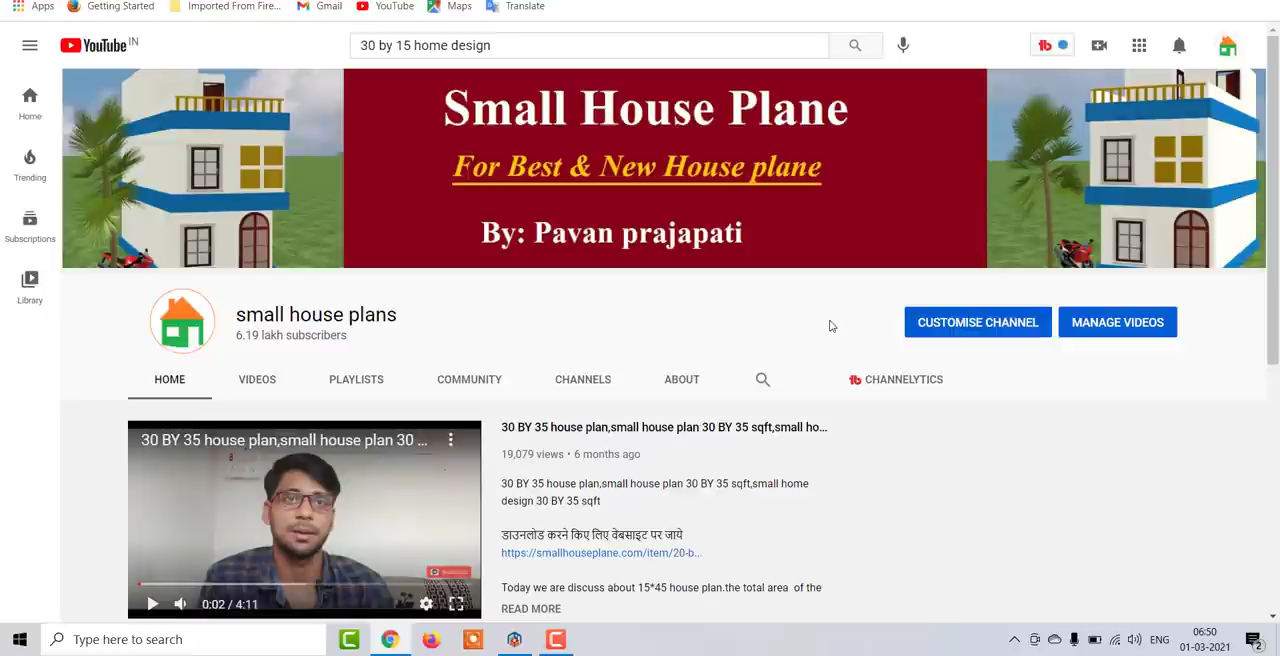 Apps Getting Started Imported From Fire... Gmail YouTube Maps Translate
YouTube IN
30 by 15 home design
Small House Plane
For Best & New House plane
By: Pavan prajapati
Home
Trending
Subscriptions
Library
small house plans
6.19 lakh subscribers
CUSTOMISE CHANNEL MANAGE VIDEOS
HOME VIDEOS PLAYLISTS COMMUNITY CHANNELS ABOUT CHANNELYTICS
30 BY 35 house plan,small house plan 30 ...
0:02 / 4:11
30 BY 35 house plan,small house plan 30 BY 35 sqft,small ho...
19,079 views • 6 months ago
30 BY 35 house plan,small house plan 30 BY 35 sqft,small home
design 30 BY 35 sqft
डाउनलोड करने किए लिए वेबसाइट पर जाये
https://smallhouseplane.com/item/20-b...
Today we are discuss about 15*45 house plan.the total area of the
READ MORE
Type here to search
ENG
06:50
01-03-2021
2